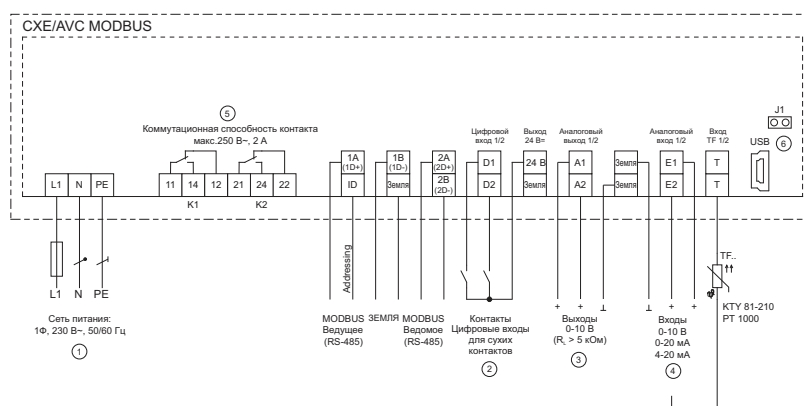 CXE/AVC MODBUS
J1
5
Коммутационная способность контакта
макс.250 В~, 2 А
Цифровой
вход 1/2
Выход
24 В=
Аналоговый
выход 1/2
Аналоговый
вход 1/2
Вход
TF 1/2
USB
6
L1 N PE
11 14 12 21 24 22
K1 K2
1A
(1D+)
ID
1B
(1D-)
Земля
2A
(2D+)
2B
(2D-)
D1
D2
24 В
Земля
A1
A2
Земля
Земля
E1
E2
T
T
Addressing
TF..
KTY 81-210
PT 1000
L1 N PE
Сеть питания:
1Ф, 230 В~, 50/60 Гц
1
MODBUS
Ведущее
(RS-485)
ЗЕМЛЯ
MODBUS
Ведомое
(RS-485)
Контакты
Цифровые входы
для сухих
контактов
2
+ + ⊥
Выходы
0-10 В
(RL > 5 кОм)
3
⊥ + +
Входы
0-10 В
0-20 мА
4-20 мА
4